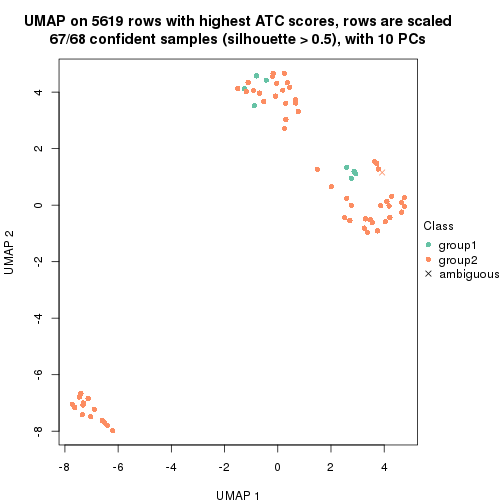 UMAP on 5619 rows with highest ATC scores, rows are scaled
67/68 confident samples (silhouette > 0.5), with 10 PCs
4
2
0
-2
-4
-6
-8
UMAP 2
-8 -6 -4 -2 0 2 4
UMAP 1
Class
group1
group2
ambiguous